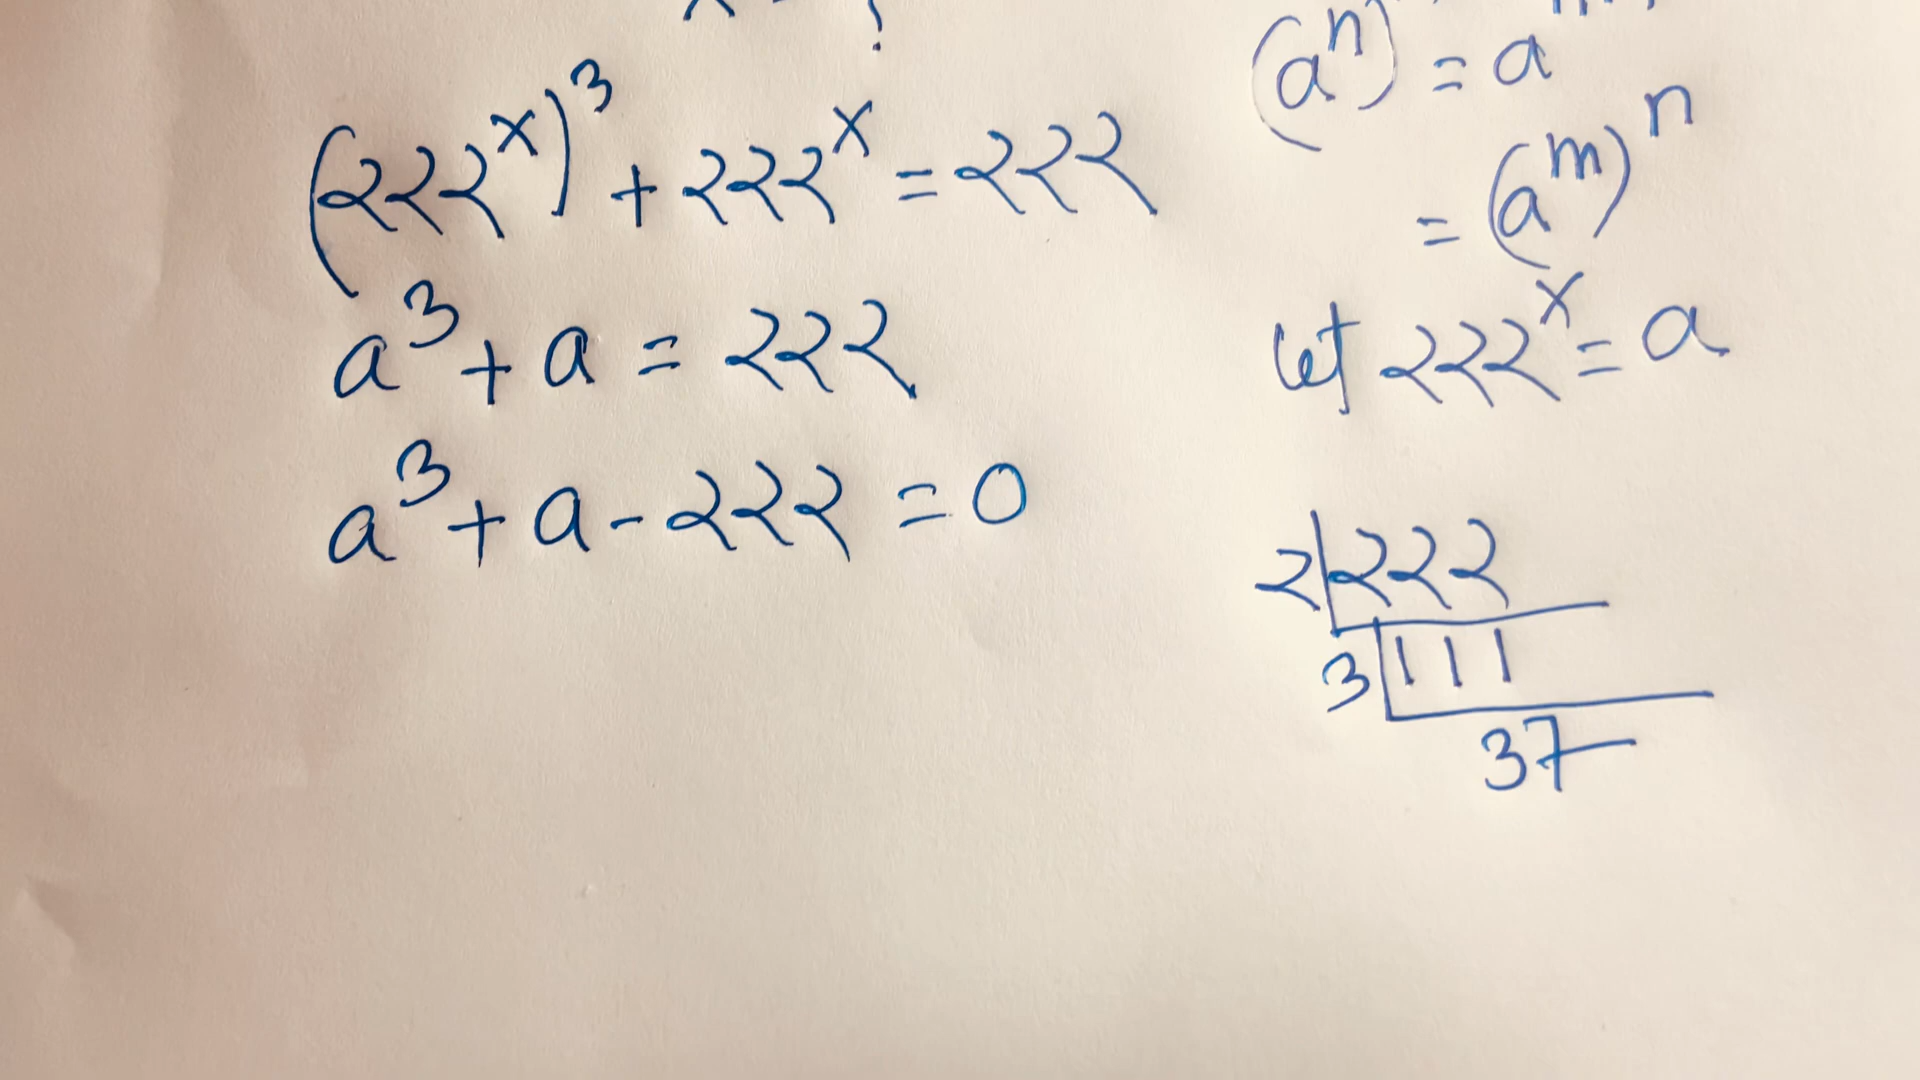 (222^x)^3 + 222^x = 222
a^3 + a = 222
a^3 + a - 222 = 0
(a^n) = a
= (a^m)^n
let 222^x = a
2|222
3|111
37